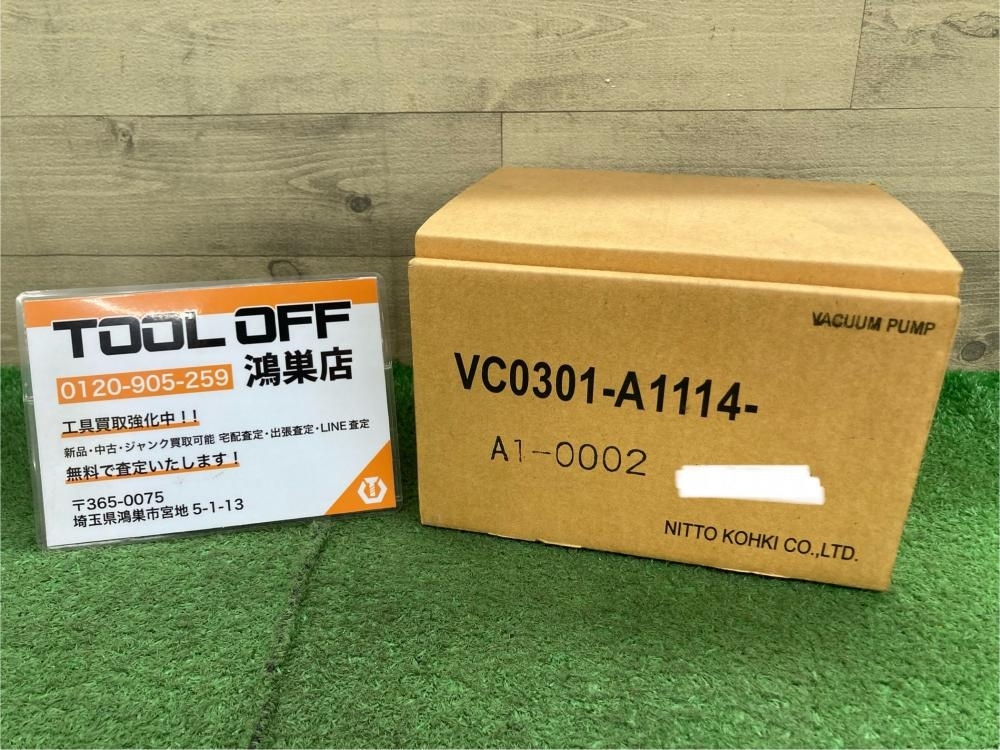 TOOL OFF
0120-905-259 鴻巣店
工具買取強化中！！
新品・中古・ジャンク買取可能 宅配査定・出張査定・LINE査定
無料で査定いたします！
〒365-0075
埼玉県鴻巣市宮地 5-1-13
VACUUM PUMP
VC0301-A1114-
A1-0002
NITTO KOHKI CO.,LTD.